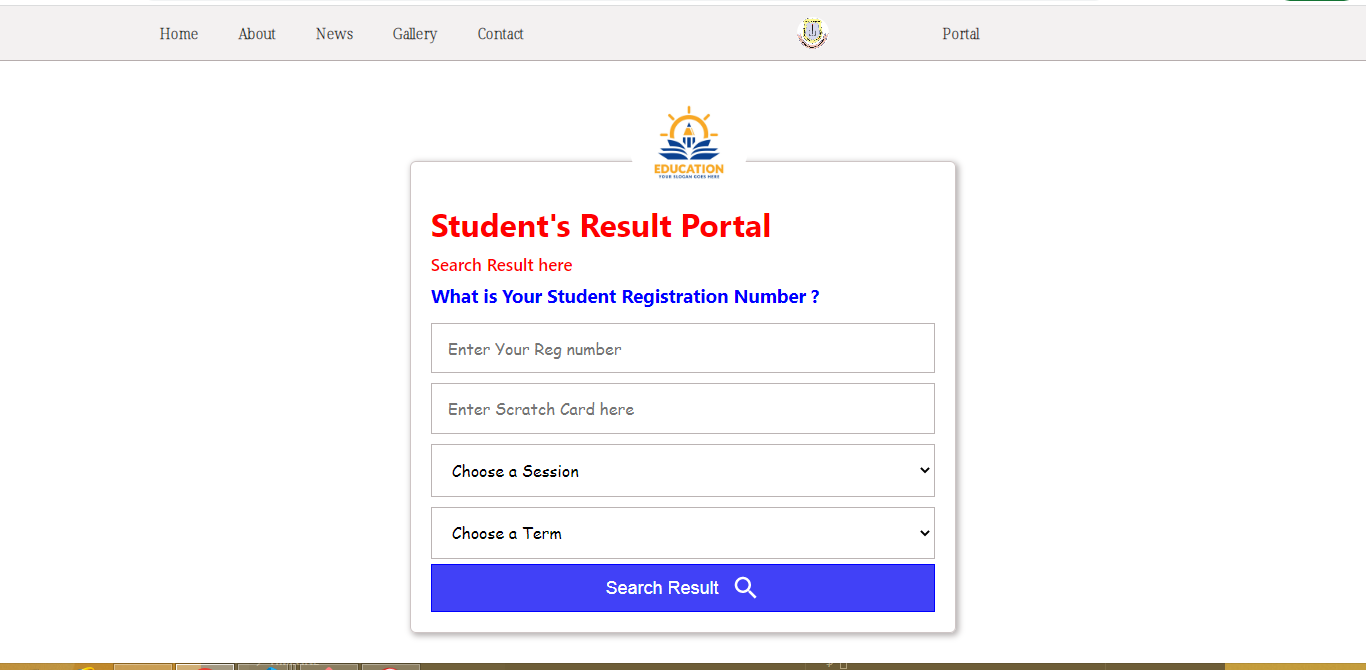 Home About News Gallery Contact Portal
EDUCATION
YOUR SLOGAN GOES HERE
Student's Result Portal
Search Result here
What is Your Student Registration Number ?
Enter Your Reg number
Enter Scratch Card here
Choose a Session
Choose a Term
Search Result